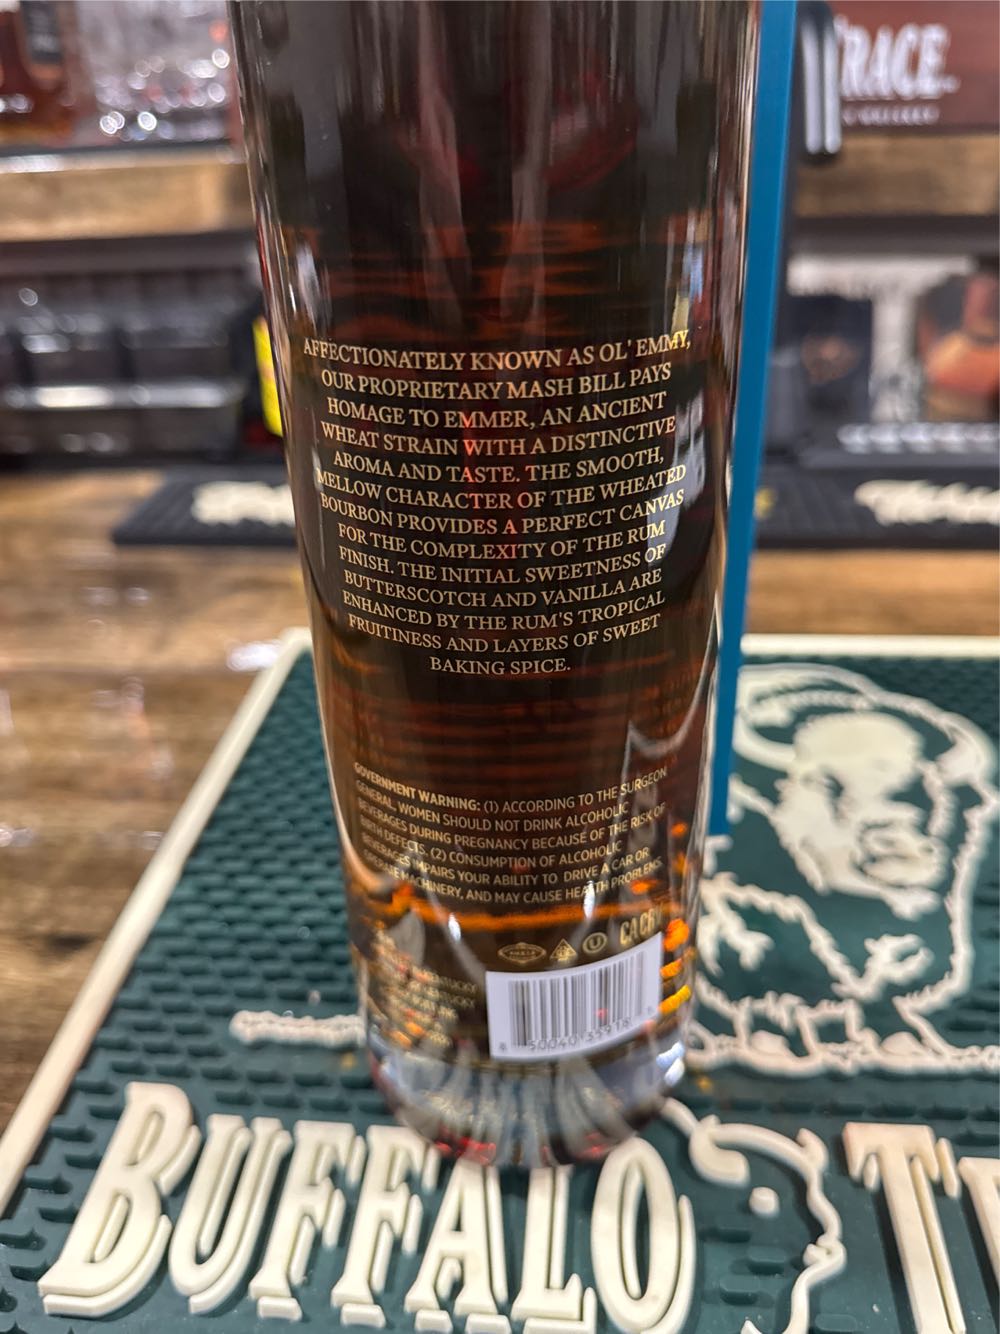 RACE
& WHISKEY
AFFECTIONATELY KNOWN AS OL' EMMY,
OUR PROPRIETARY MASH BILL PAYS
HOMAGE TO EMMER, AN ANCIENT
WHEAT STRAIN WITH A DISTINCTIVE
AROMA AND TASTE. THE SMOOTH,
MELLOW CHARACTER OF THE WHEATED
BOURBON PROVIDES A PERFECT CANVAS
FOR THE COMPLEXITY OF THE RUM
FINISH. THE INITIAL SWEETNESS OF
BUTTERSCOTCH AND VANILLA ARE
ENHANCED BY THE RUM'S TROPICAL
FRUITINESS AND LAYERS OF SWEET
BAKING SPICE.
GOVERNMENT WARNING: (1) ACCORDING TO THE SURGEON
GENERAL, WOMEN SHOULD NOT DRINK ALCOHOLIC
BEVERAGES DURING PREGNANCY BECAUSE OF THE RISK OF
BIRTH DEFECTS. (2) CONSUMPTION OF ALCOHOLIC
BEVERAGES IMPAIRS YOUR ABILITY TO DRIVE A CAR OR
OPERATE MACHINERY, AND MAY CAUSE HEALTH PROBLEMS.
U CA CRV
KENTUCKY
BUFFALO T